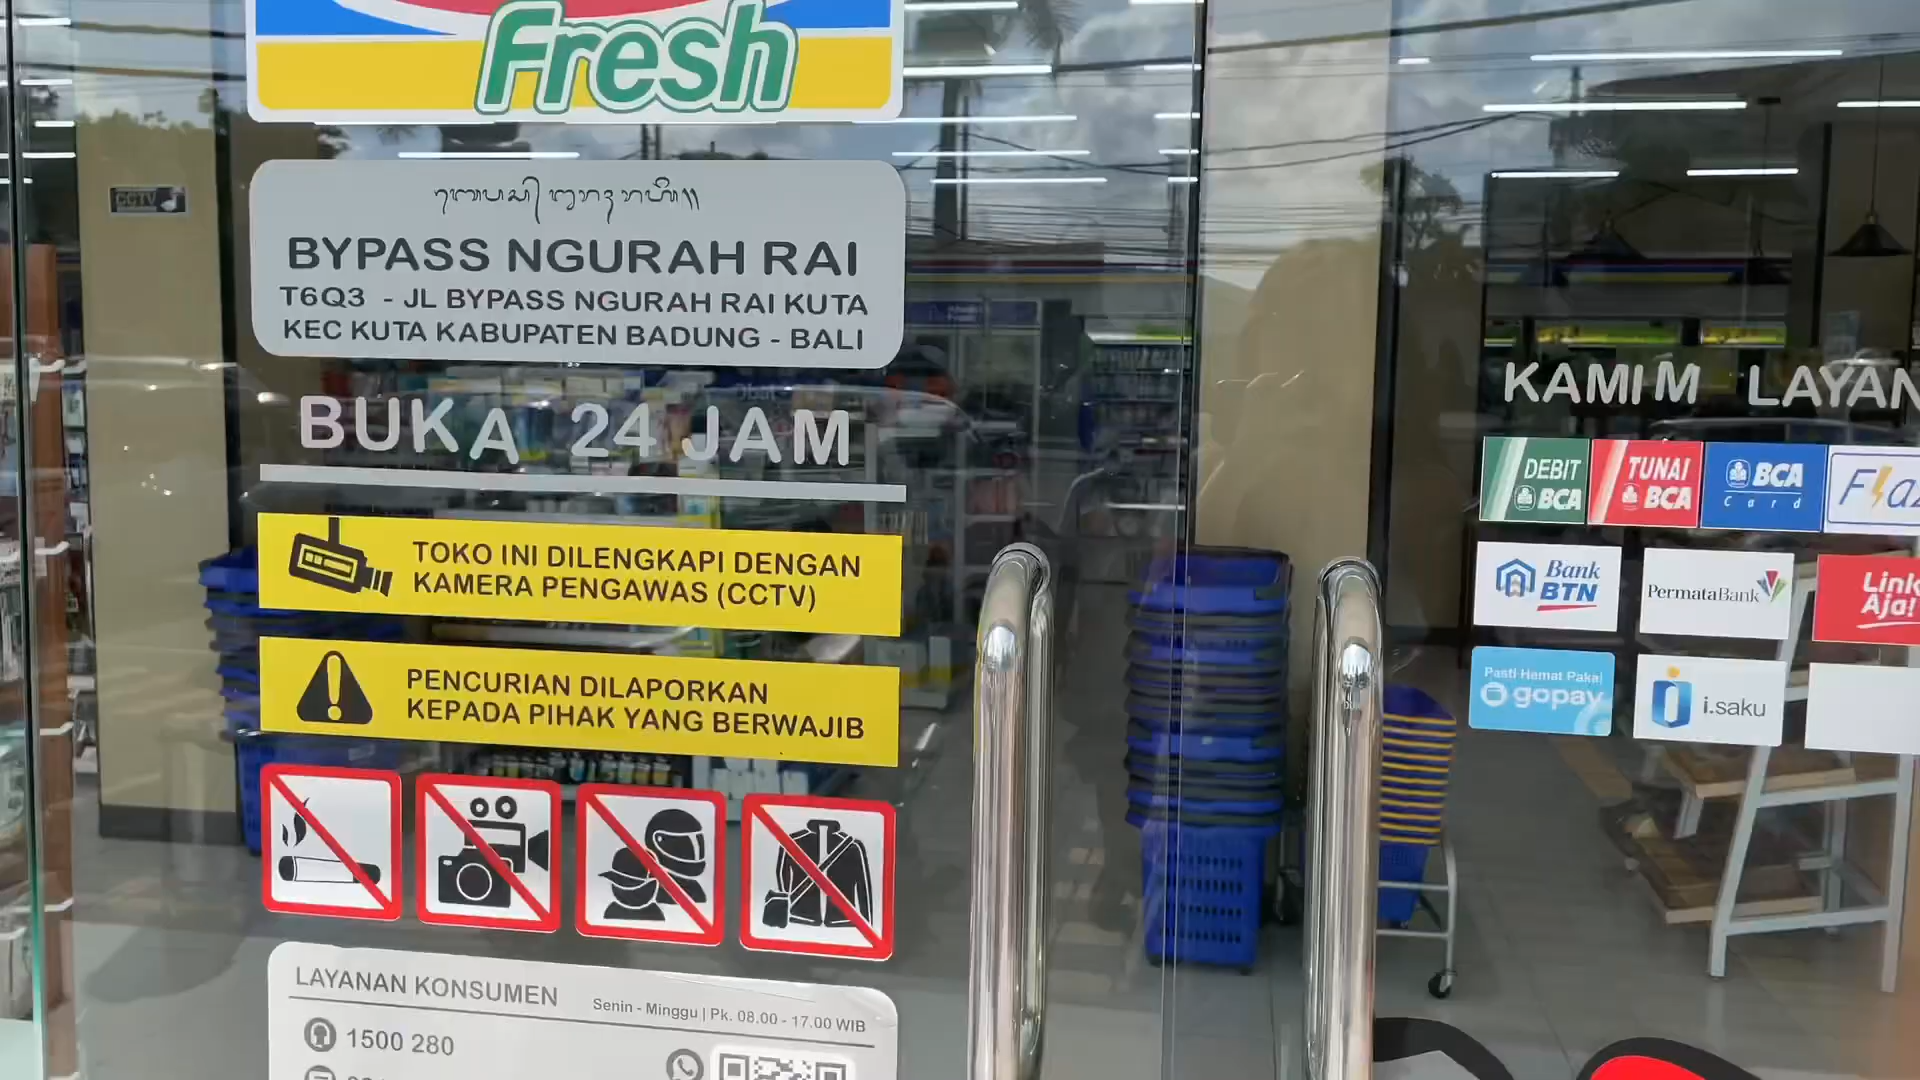 Fresh
CCTV
BYPASS NGURAH RAI
T6Q3 - JL BYPASS NGURAH RAI KUTA
KEC KUTA KABUPATEN BADUNG - BALI
BUKA 24 JAM
TOKO INI DILENGKAPI DENGAN
KAMERA PENGAWAS (CCTV)
PENCURIAN DILAPORKAN
KEPADA PIHAK YANG BERWAJIB
LAYANAN KONSUMEN
Senin - Minggu | Pk. 08.00 - 17.00 WIB
1500 280
KAMI M LAYAN
DEBIT BCA
TUNAI BCA
BCA Card
Flaz
Bank BTN
PermataBank
Link Aja!
Pasti Hemat Pakai
gopay
i.saku